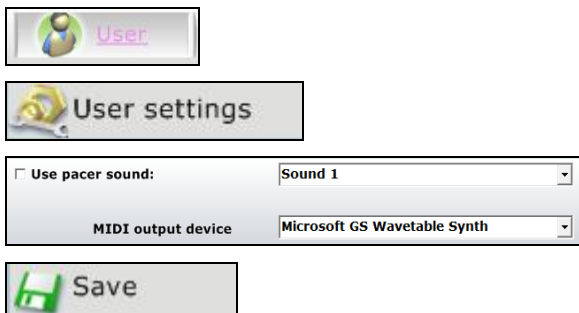 User
User settings
Use pacer sound: Sound 1
MIDI output device Microsoft GS Wavetable Synth
Save